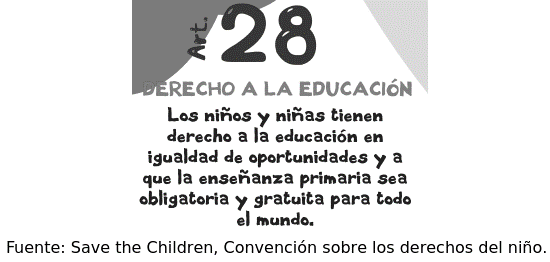 Art. 28
DERECHO A LA EDUCACIÓN
Los niños y niñas tienen
derecho a la educación en
igualdad de oportunidades y a
que la enseñanza primaria sea
obligatoria y gratuita para todo
el mundo.
Fuente: Save the Children, Convención sobre los derechos del niño.